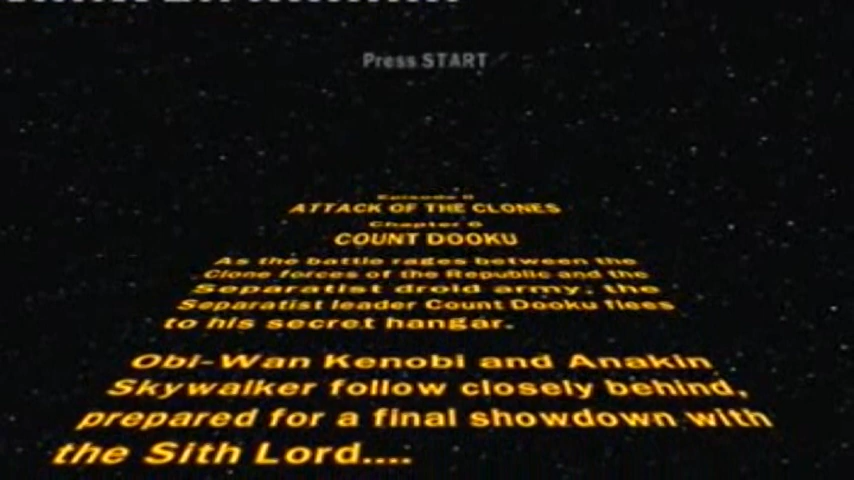 Press START
Episode II
ATTACK OF THE CLONES
Chapter 6
COUNT DOOKU
As the battle rages between the
Clone forces of the Republic and the
Separatist droid army, the
Separatist leader Count Dooku flees
to his secret hangar.
Obi-Wan Kenobi and Anakin
Skywalker follow closely behind,
prepared for a final showdown with
the Sith Lord....